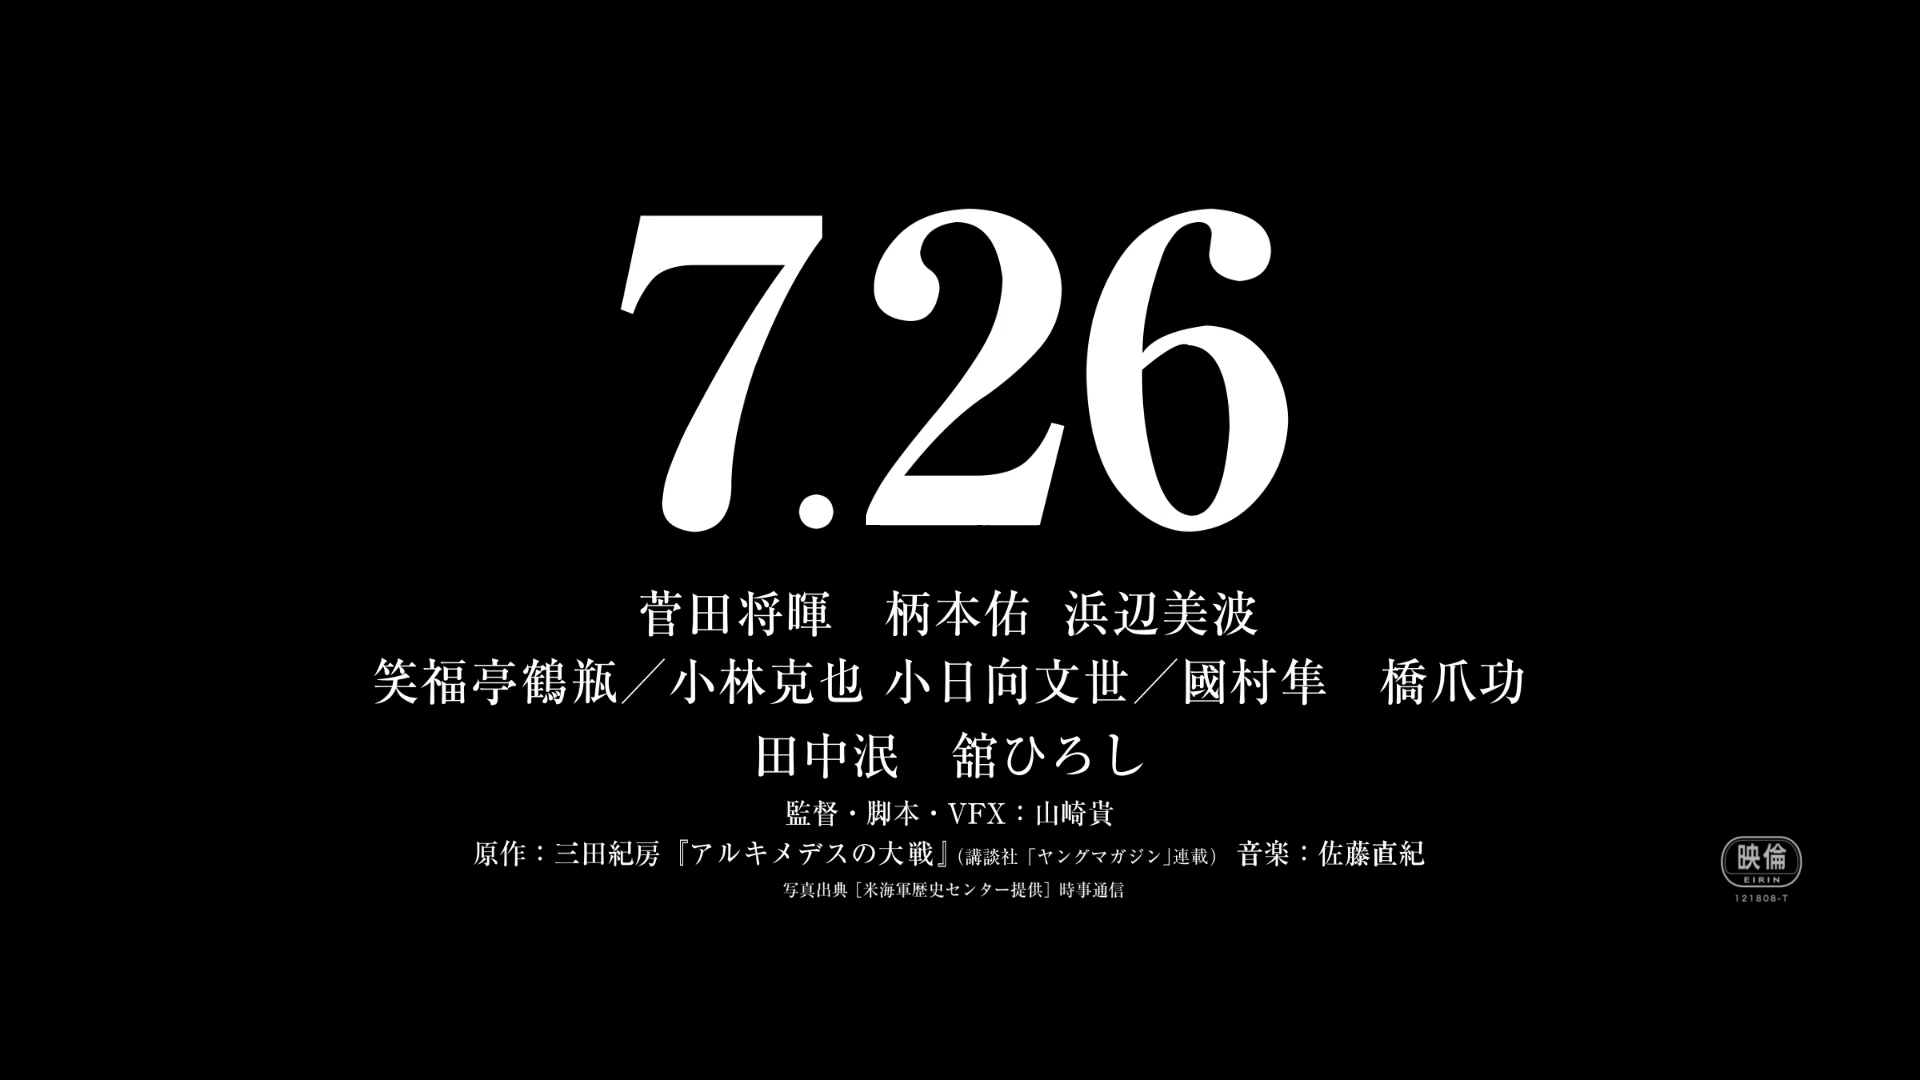 7.26
菅田将暉　柄本佑　浜辺美波
笑福亭鶴瓶／小林克也　小日向文世／國村隼　橋爪功
田中泯　舘ひろし
監督・脚本・VFX：山崎貴
原作：三田紀房『アルキメデスの大戦』（講談社「ヤングマガジン」連載）　音楽：佐藤直紀
写真出典［米海軍歴史センター提供］時事通信
映倫
EIRIN
121808-T